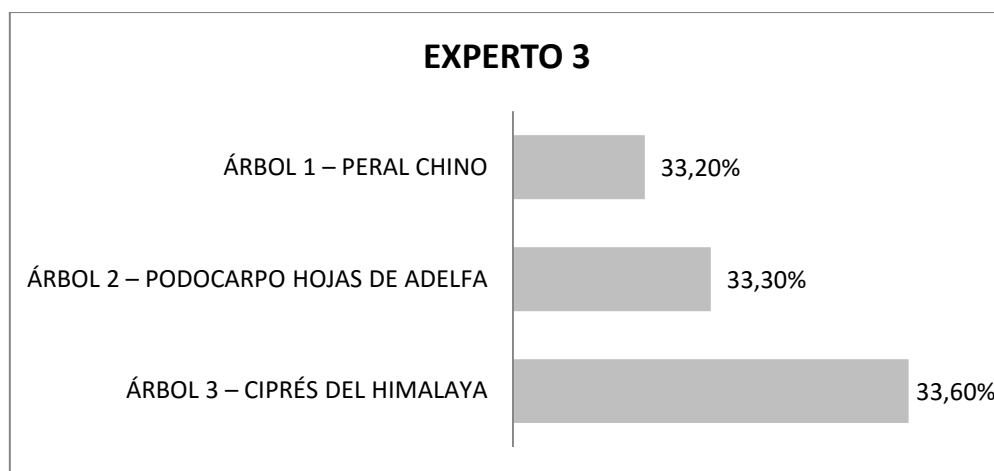 EXPERTO 3
ÁRBOL 1 – PERAL CHINO 33,20%
ÁRBOL 2 – PODOCARPO HOJAS DE ADELFA 33,30%
ÁRBOL 3 – CIPRÉS DEL HIMALAYA 33,60%